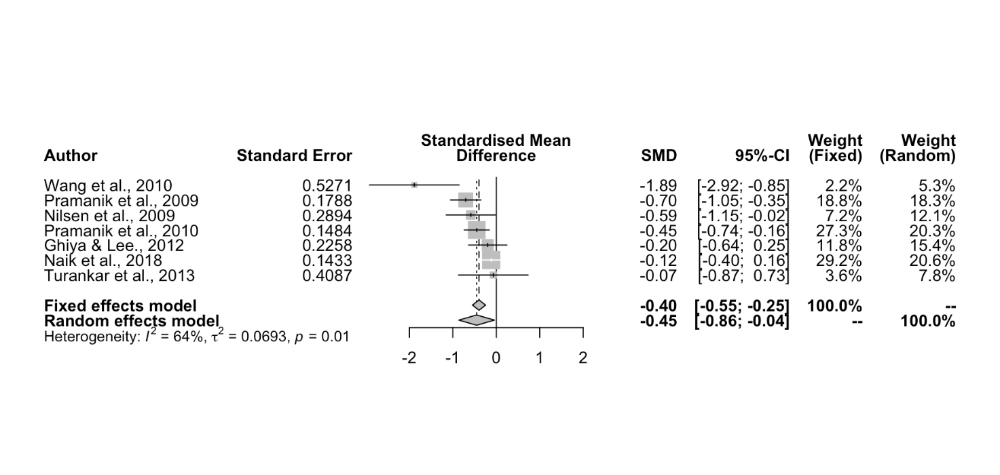 Author Standard Error Standardised Mean Difference SMD 95%-CI Weight (Fixed) Weight (Random)
Wang et al., 2010 0.5271 -1.89 [-2.92; -0.85] 2.2% 5.3%
Pramanik et al., 2009 0.1788 -0.70 [-1.05; -0.35] 18.8% 18.3%
Nilsen et al., 2009 0.2894 -0.59 [-1.15; -0.02] 7.2% 12.1%
Pramanik et al., 2010 0.1484 -0.45 [-0.74; -0.16] 27.3% 20.3%
Ghiya & Lee., 2012 0.2258 -0.20 [-0.64; 0.25] 11.8% 15.4%
Naik et al., 2018 0.1433 -0.12 [-0.40; 0.16] 29.2% 20.6%
Turankar et al., 2013 0.4087 -0.07 [-0.87; 0.73] 3.6% 7.8%
Fixed effects model -0.40 [-0.55; -0.25] 100.0% --
Random effects model -0.45 [-0.86; -0.04] -- 100.0%
Heterogeneity: I² = 64%, τ² = 0.0693, p = 0.01
-2 -1 0 1 2